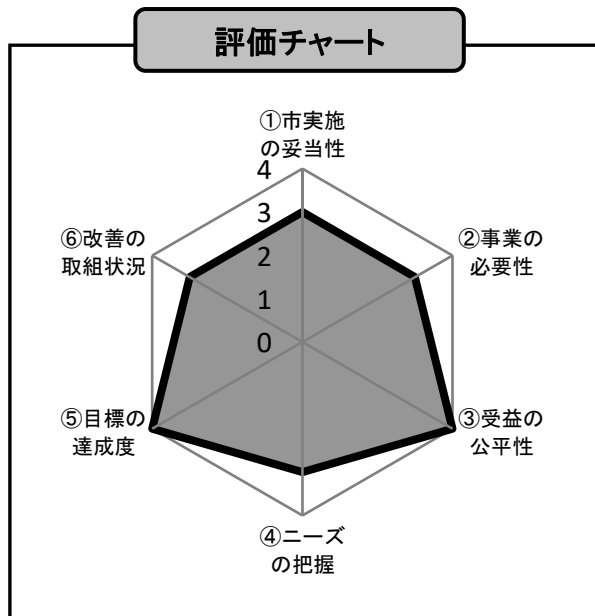 評価チャート
①市実施
の妥当性
4
3
2
1
0
②事業の
必要性
③受益の
公平性
④ニーズ
の把握
⑤目標の
達成度
⑥改善の
取組状況